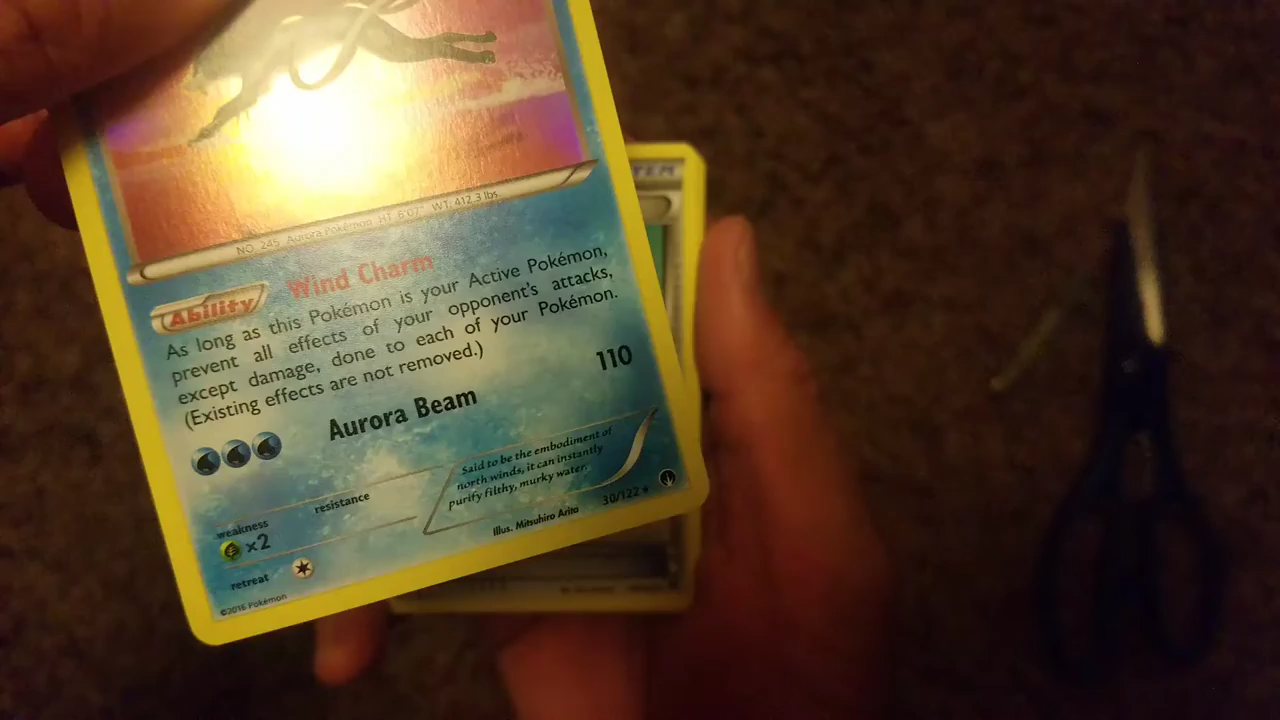 TEM
NO. 245 Aurora Pokémon HT: 6'07" WT: 412.3 lbs
Ability Wind Charm
As long as this Pokémon is your Active Pokémon,
prevent all effects of your opponent's attacks,
except damage, done to each of your Pokémon.
(Existing effects are not removed.)
Aurora Beam 110
weakness resistance
×2
retreat
Said to be the embodiment of
north winds, it can instantly
purify filthy, murky water.
Illus. Mitsuhiro Arita 30/122 ★
©2016 Pokémon